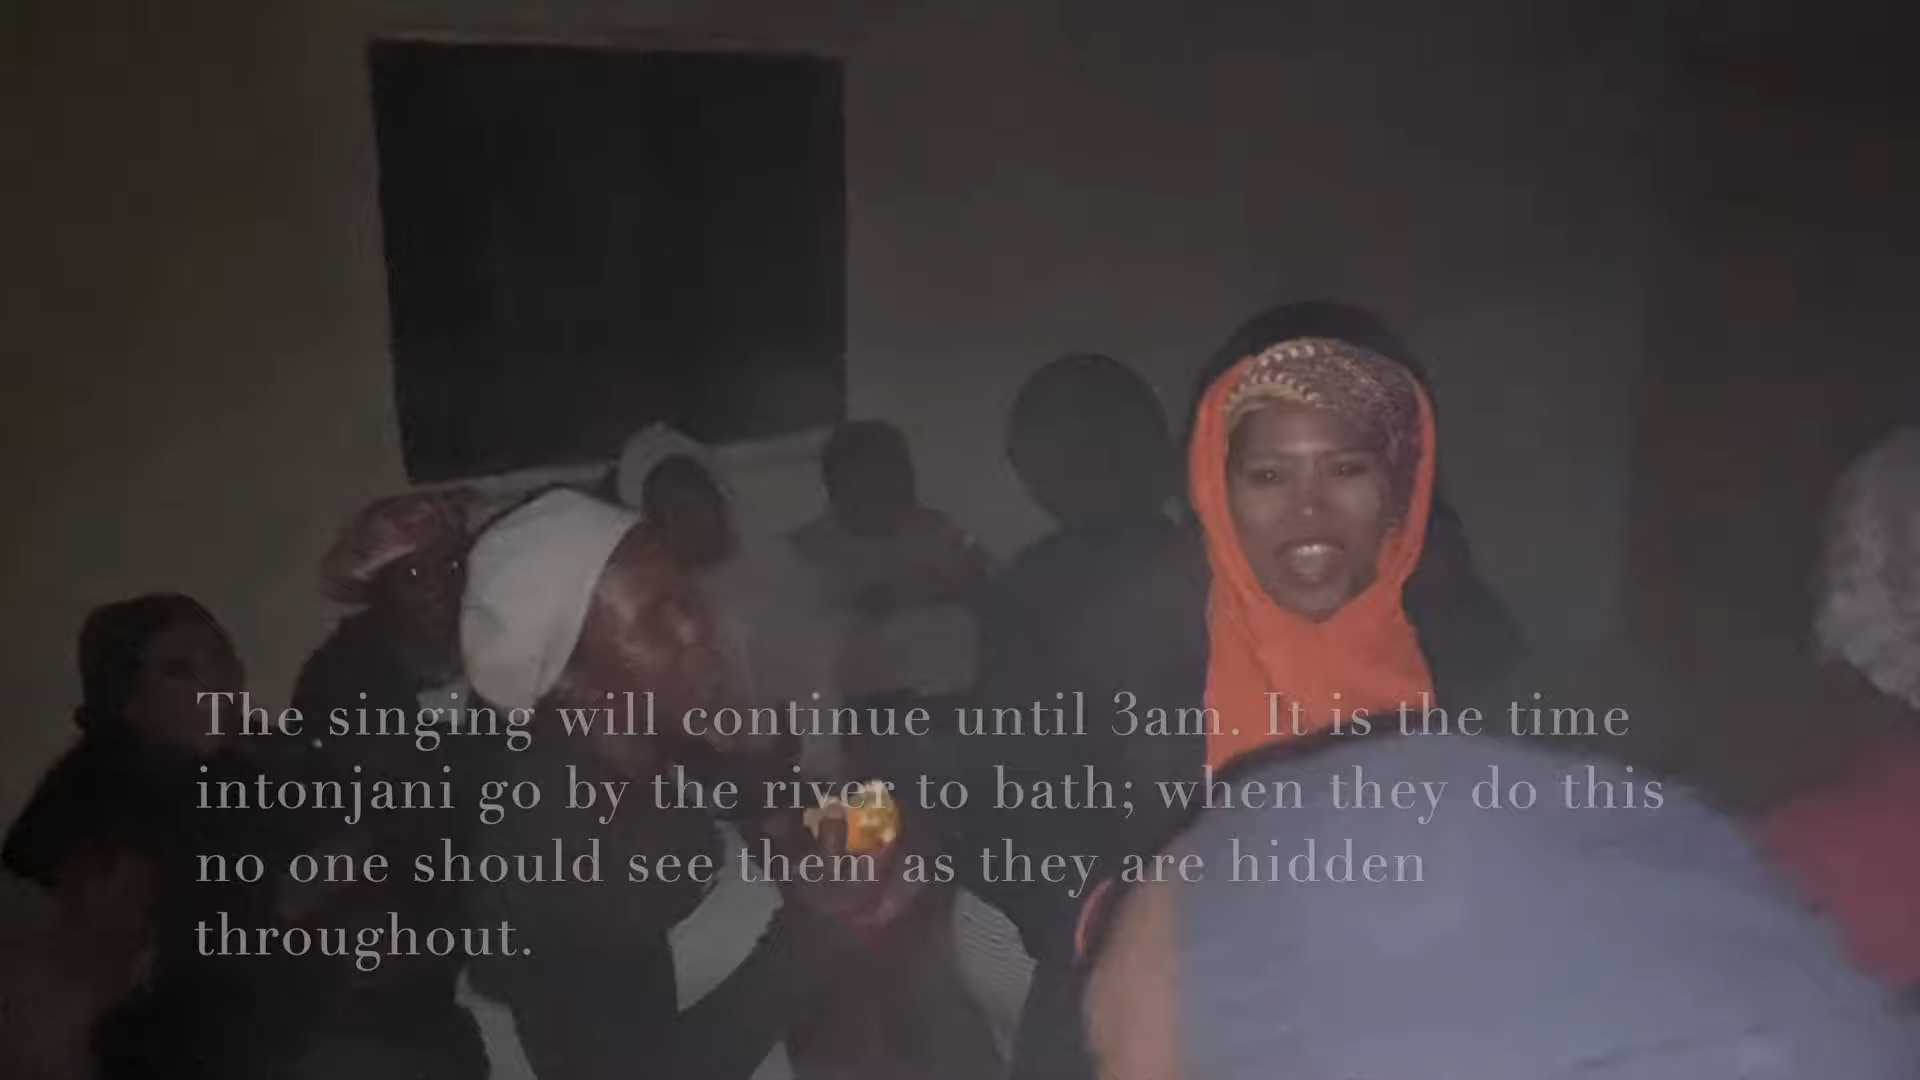 The singing will continue until 3am. It is the time
intonjani go by the river to bath; when they do this
no one should see them as they are hidden
throughout.